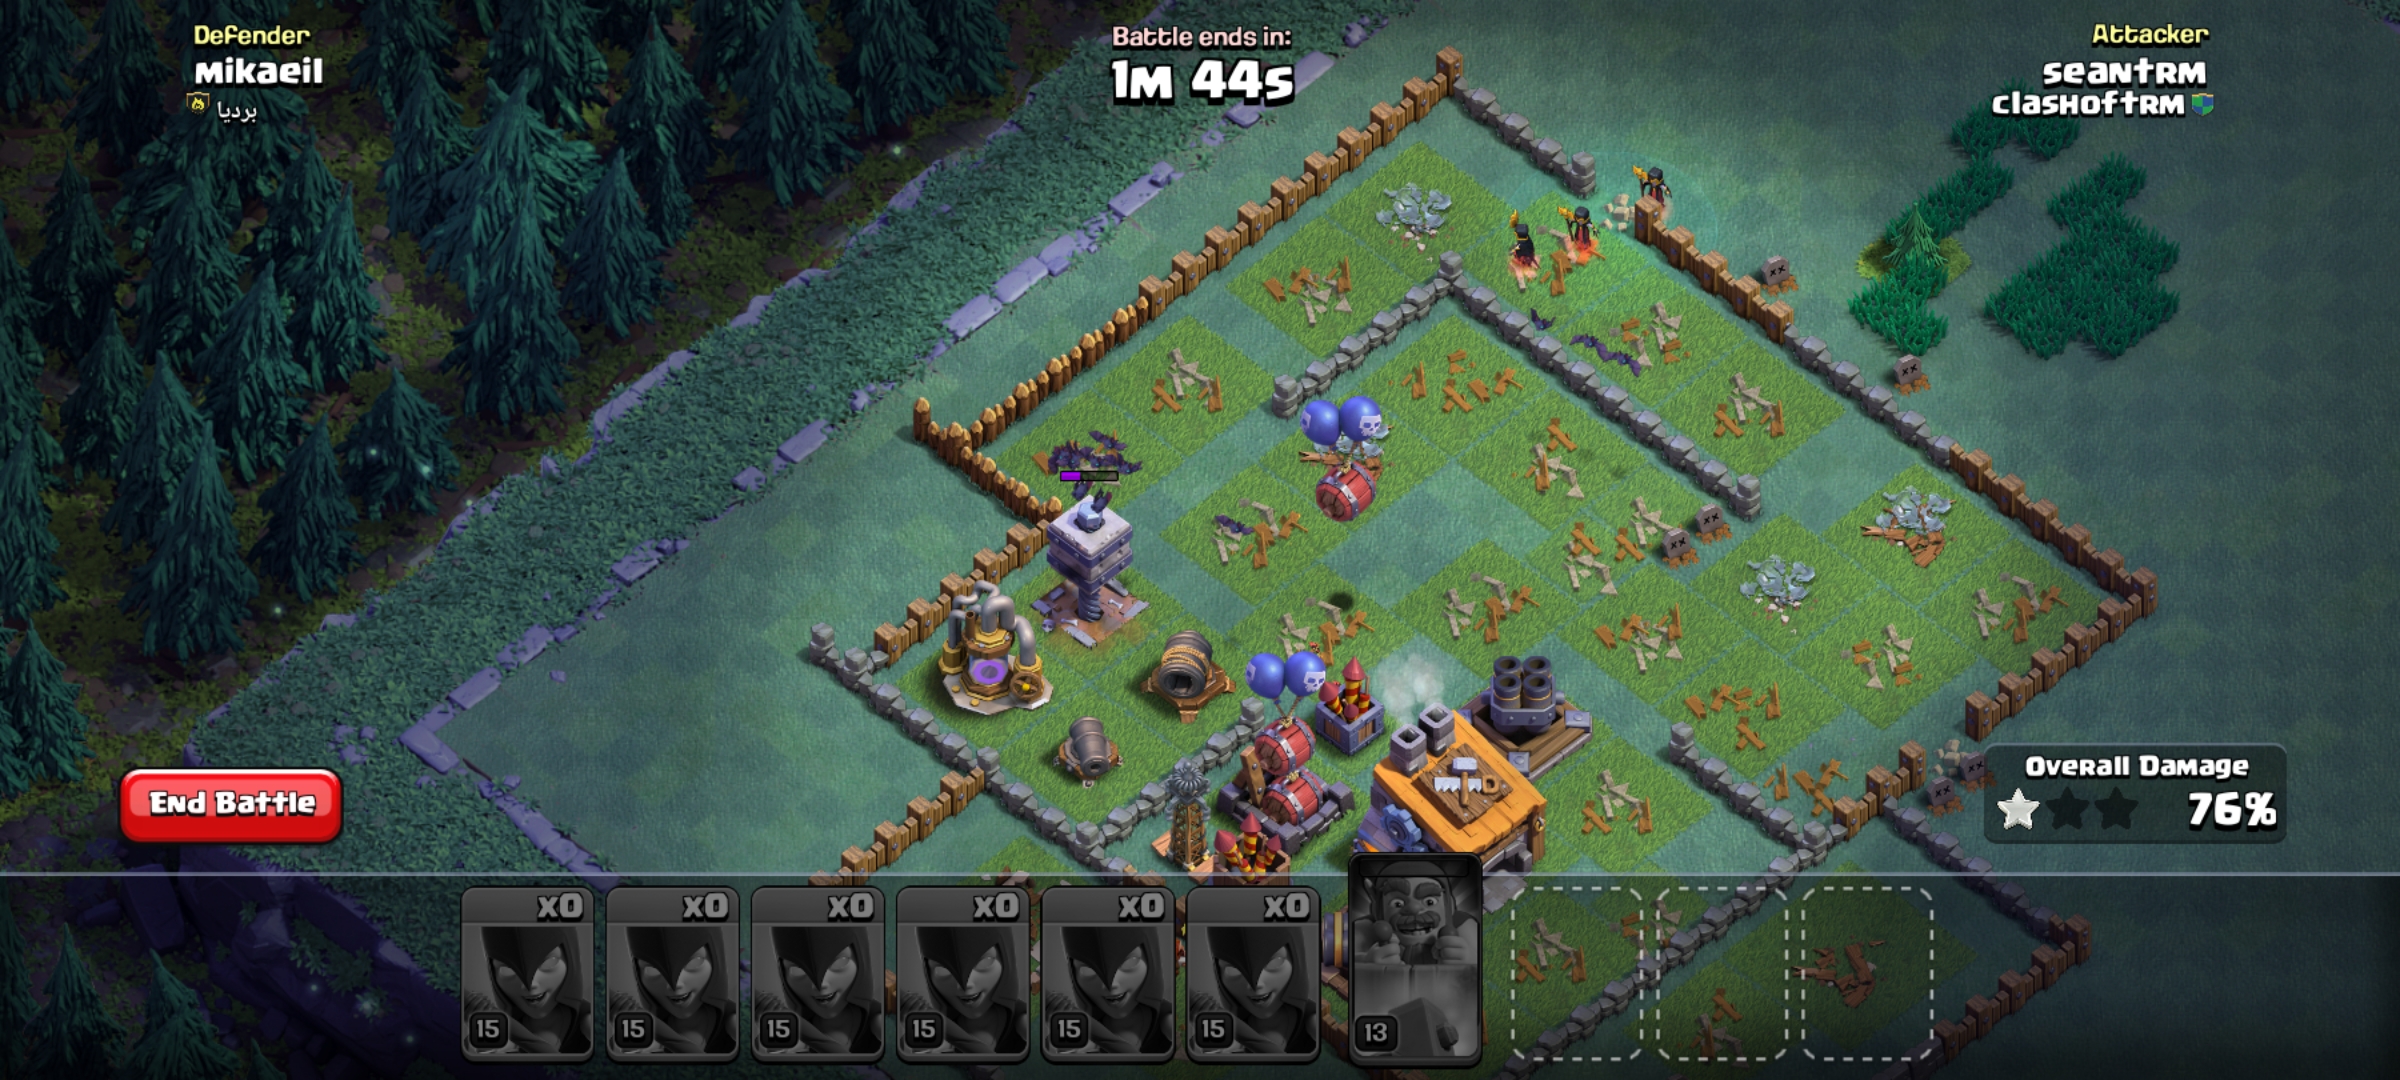 Defender
Mikaeil
برديا
Battle ends in:
1M 44s
Attacker
seantRM
clashoftRM
End Battle
Overall Damage
76%
x0
x0
x0
x0
x0
x0
15
15
15
15
15
15
13